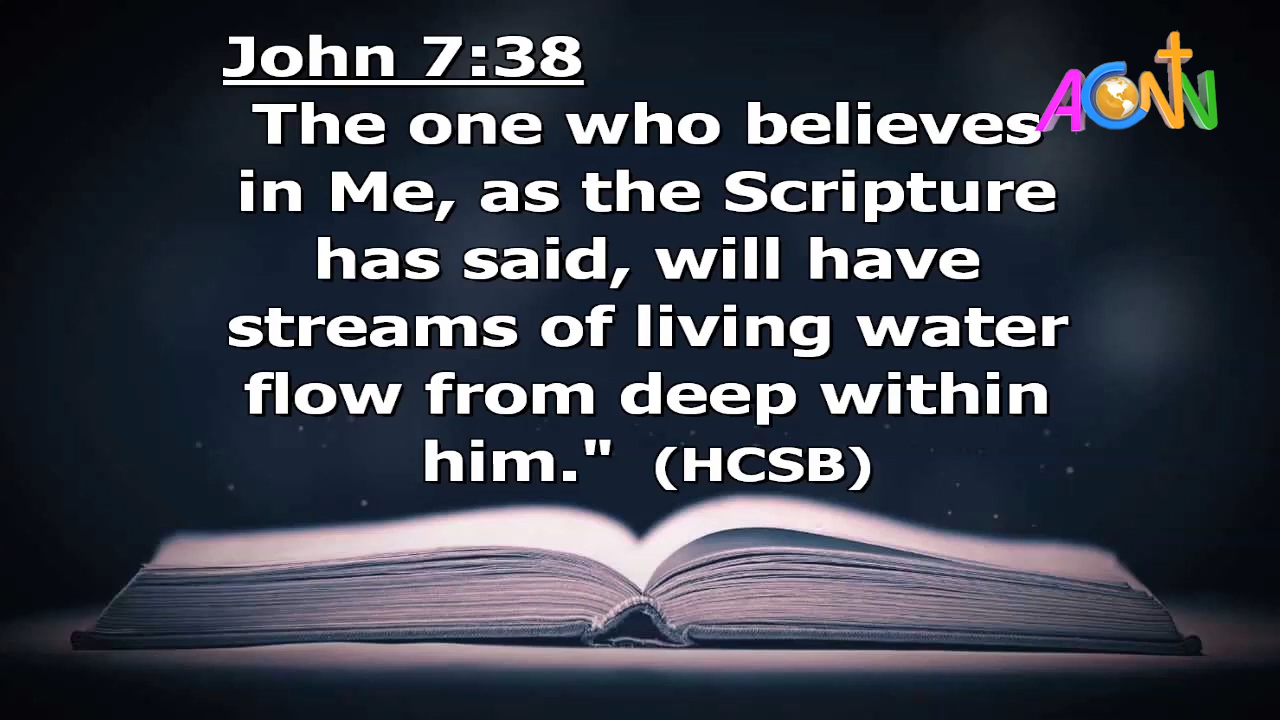 John 7:38
ACNN
The one who believes
in Me, as the Scripture
has said, will have
streams of living water
flow from deep within
him."  (HCSB)